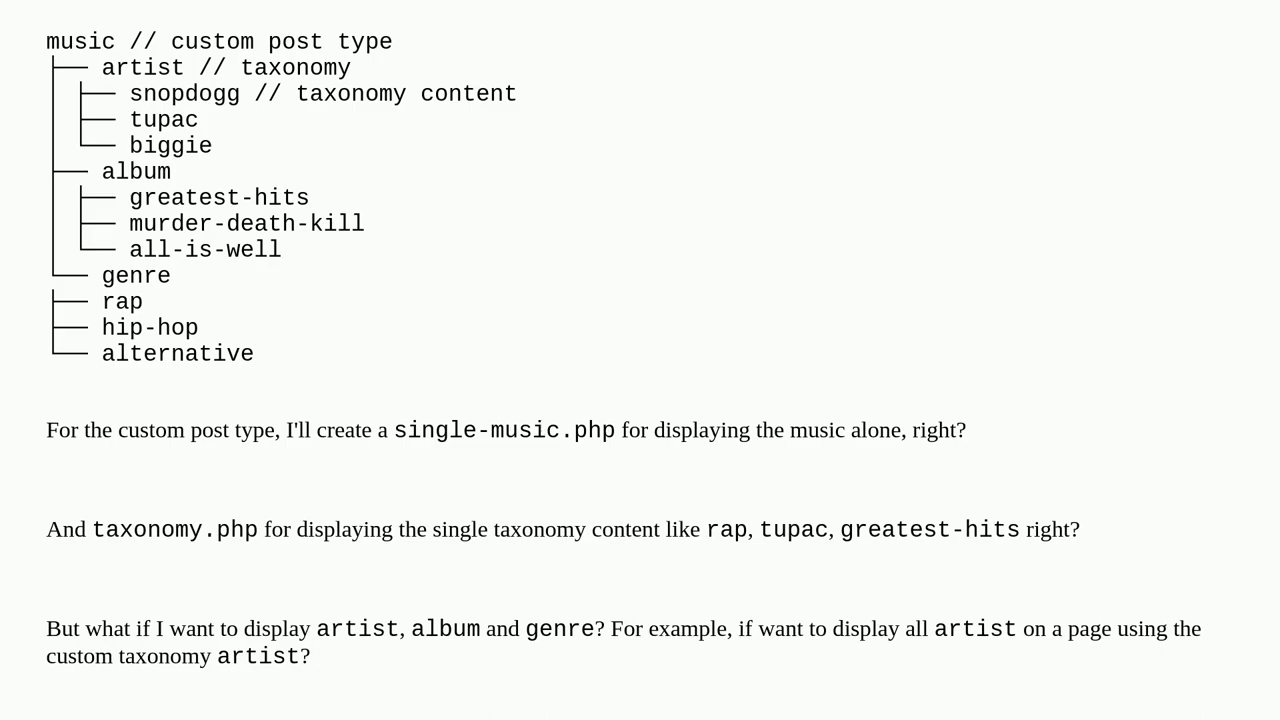 music // custom post type
├── artist // taxonomy
│ ├── snopdogg // taxonomy content
│ ├── tupac
│ └── biggie
├── album
│ ├── greatest-hits
│ ├── murder-death-kill
│ └── all-is-well
└── genre
├── rap
├── hip-hop
└── alternative
For the custom post type, I'll create a single-music.php for displaying the music alone, right?
And taxonomy.php for displaying the single taxonomy content like rap, tupac, greatest-hits right?
But what if I want to display artist, album and genre? For example, if want to display all artist on a page using the
custom taxonomy artist?